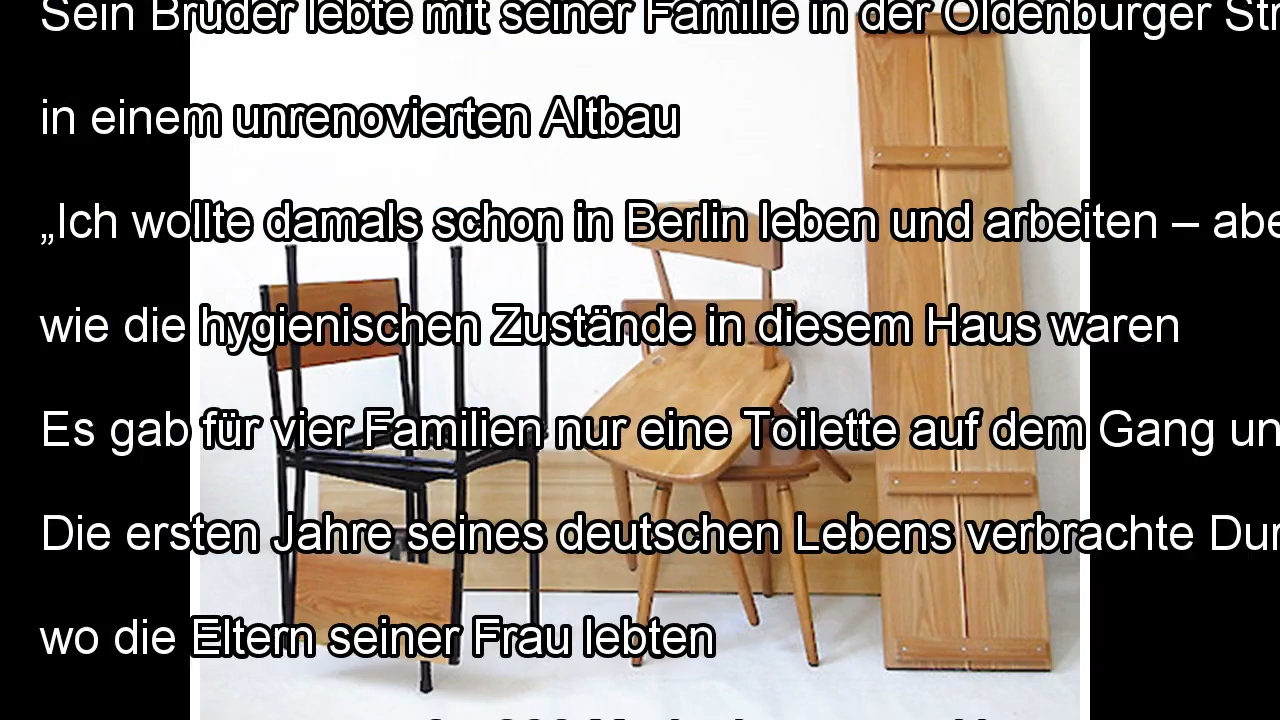 Sein Bruder lebte mit seiner Familie in der Oldenburger
in einem unrenovierten Altbau
„Ich wollte damals schon in Berlin leben und arbeiten –
wie die hygienischen Zustände in diesem Haus waren
Es gab für vier Familien nur eine Toilette auf dem Gang
Die ersten Jahre seines deutschen Lebens verbrachte
wo die Eltern seiner Frau lebten